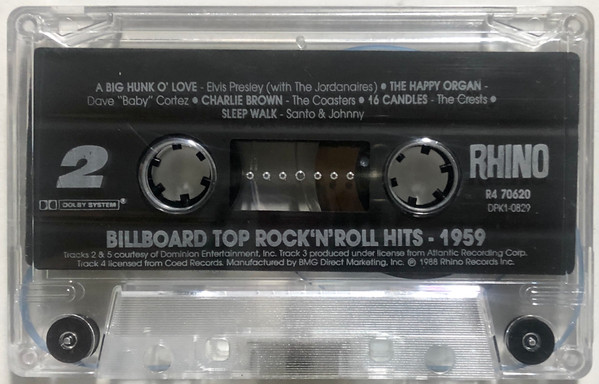 A BIG HUNK O' LOVE - Elvis Presley (with The Jordanaires) • THE HAPPY ORGAN -
Dave "Baby" Cortez • CHARLIE BROWN - The Coasters • 16 CANDLES - The Crests •
SLEEP WALK - Santo & Johnny
2
RHINO
R4 70620
DPK1-0829
DOLBY SYSTEM®
BILLBOARD TOP ROCK'N'ROLL HITS - 1959
Tracks 2 & 5 courtesy of Dominion Entertainment, Inc. Track 3 produced under license from Atlantic Recording Corp.
Track 4 licensed from Coed Records. Manufactured by BMG Direct Marketing, Inc. ℗ 1988 Rhino Records Inc.